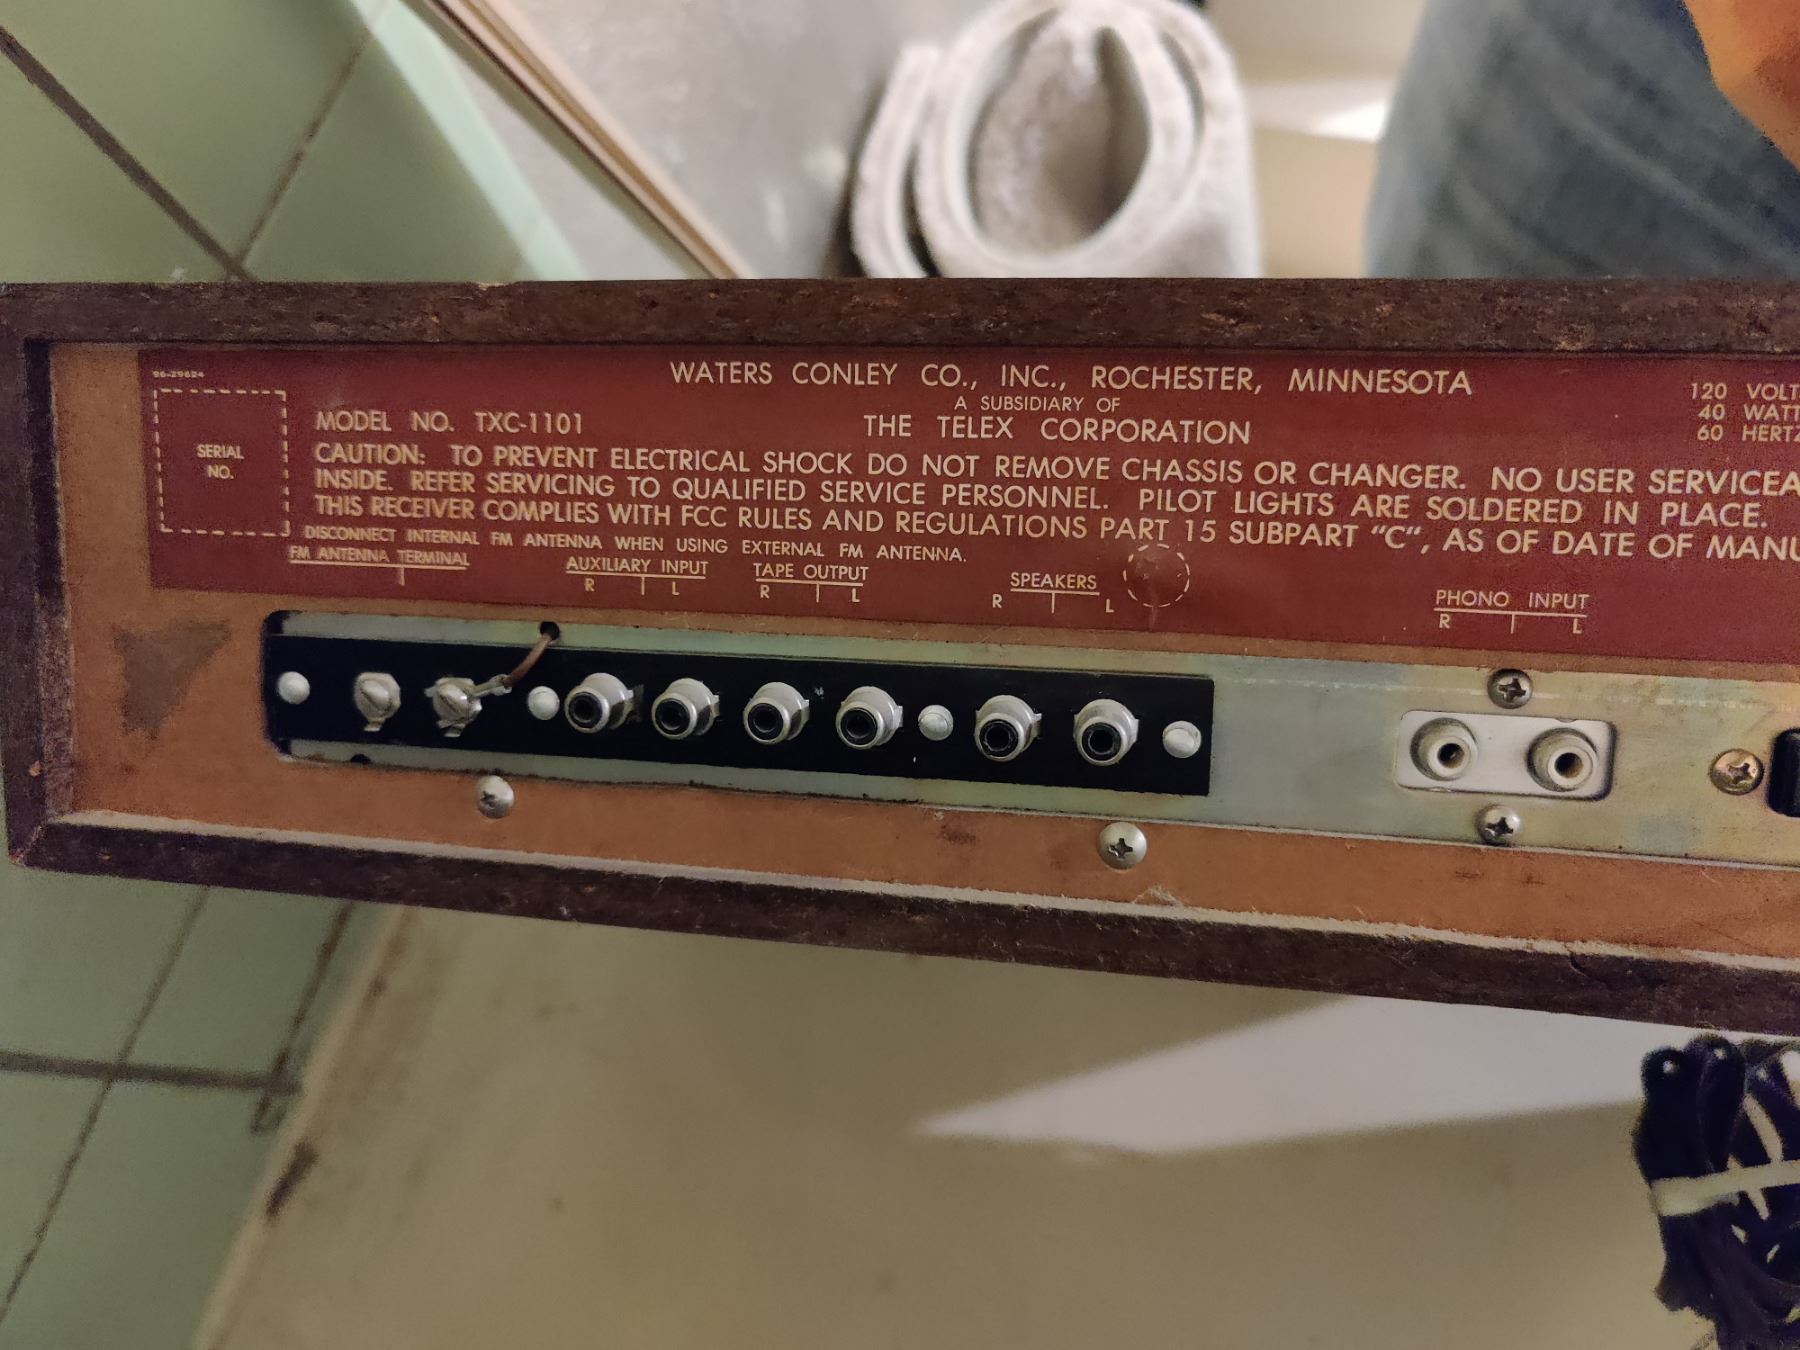 96-29624
WATERS CONLEY CO., INC., ROCHESTER, MINNESOTA
A SUBSIDIARY OF
THE TELEX CORPORATION
120 VOLT
40 WATT
60 HERTZ
SERIAL
NO.
MODEL NO. TXC-1101
CAUTION: TO PREVENT ELECTRICAL SHOCK DO NOT REMOVE CHASSIS OR CHANGER. NO USER SERVICEA
INSIDE. REFER SERVICING TO QUALIFIED SERVICE PERSONNEL. PILOT LIGHTS ARE SOLDERED IN PLACE.
THIS RECEIVER COMPLIES WITH FCC RULES AND REGULATIONS PART 15 SUBPART "C", AS OF DATE OF MANU
DISCONNECT INTERNAL FM ANTENNA WHEN USING EXTERNAL FM ANTENNA.
FM ANTENNA TERMINAL
AUXILIARY INPUT
R L
TAPE OUTPUT
R L
SPEAKERS
R L
PHONO INPUT
R L